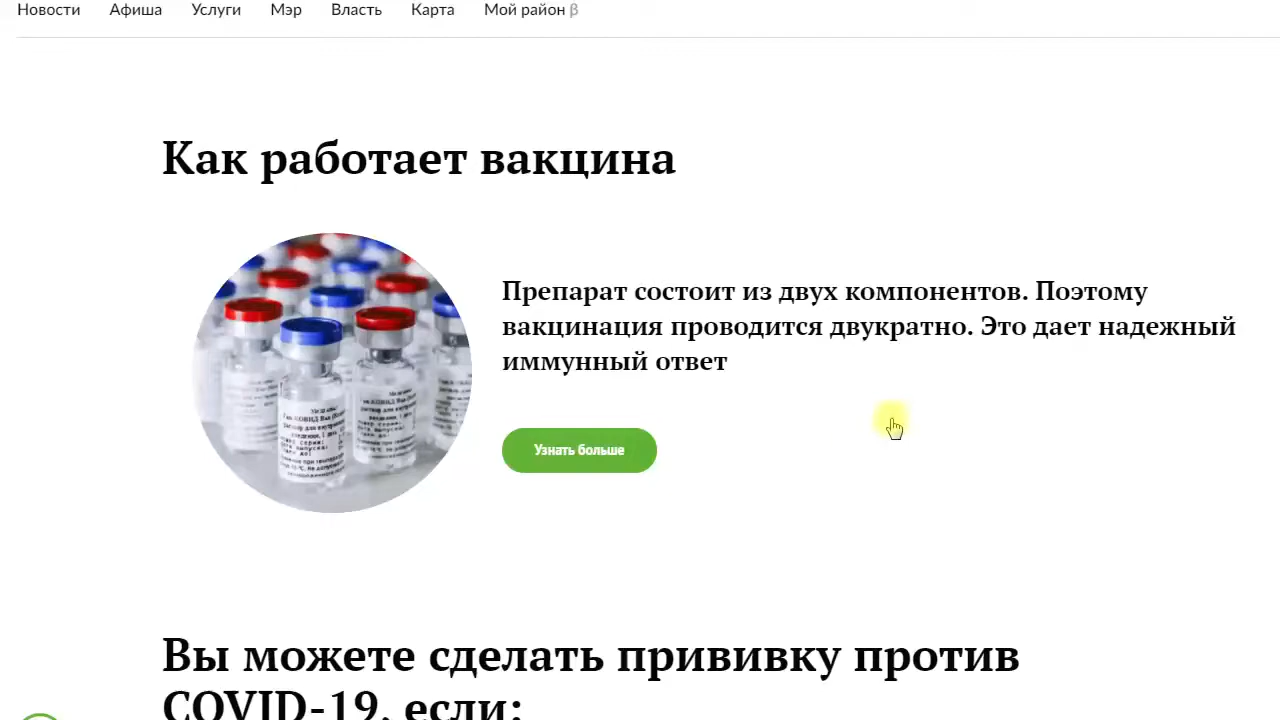 Новости Афиша Услуги Мэр Власть Карта Мой район β
Как работает вакцина
Препарат состоит из двух компонентов. Поэтому
вакцинация проводится двукратно. Это дает надежный
иммунный ответ
Узнать больше
Вы можете сделать прививку против
COVID-19, если: